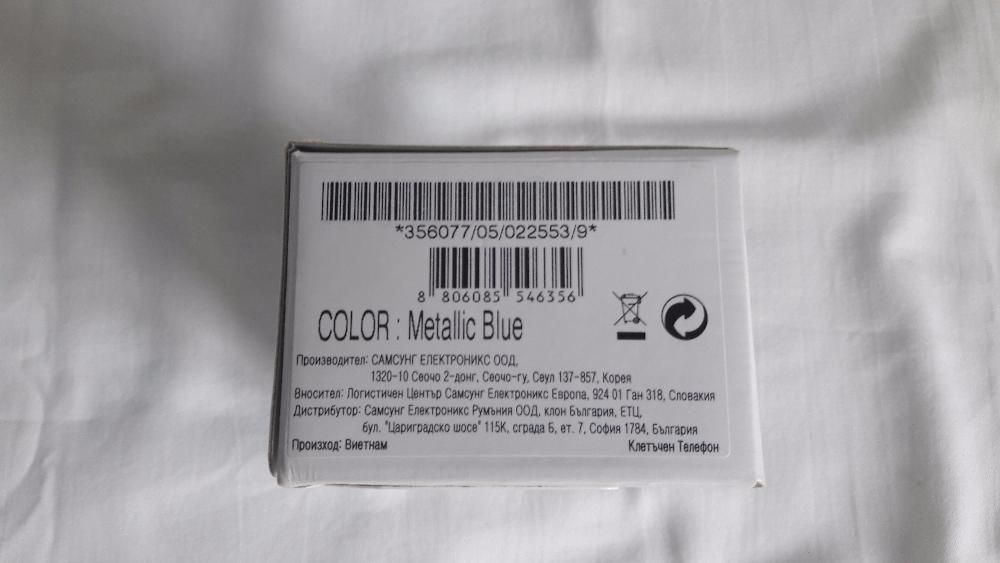 *356077/05/022553/9*
8 806085 546356
COLOR : Metallic Blue
Производител: САМСУНГ ЕЛЕКТРОНИКС ООД,
1320-10 Сеочо 2-донг, Сеочо-гу, Сеул 137-857, Корея
Вносител: Логистичен Център Самсунг Електроникс Европа, 924 01 Гaн 318, Словакия
Дистрибутор: Самсунг Електроникс Румъния ООД, клон България, ЕТЦ,
бул. "Цариградско шосе" 115К, сграда Б, ет. 7, София 1784, България
Произход: Виетнам Клетъчен Телефон